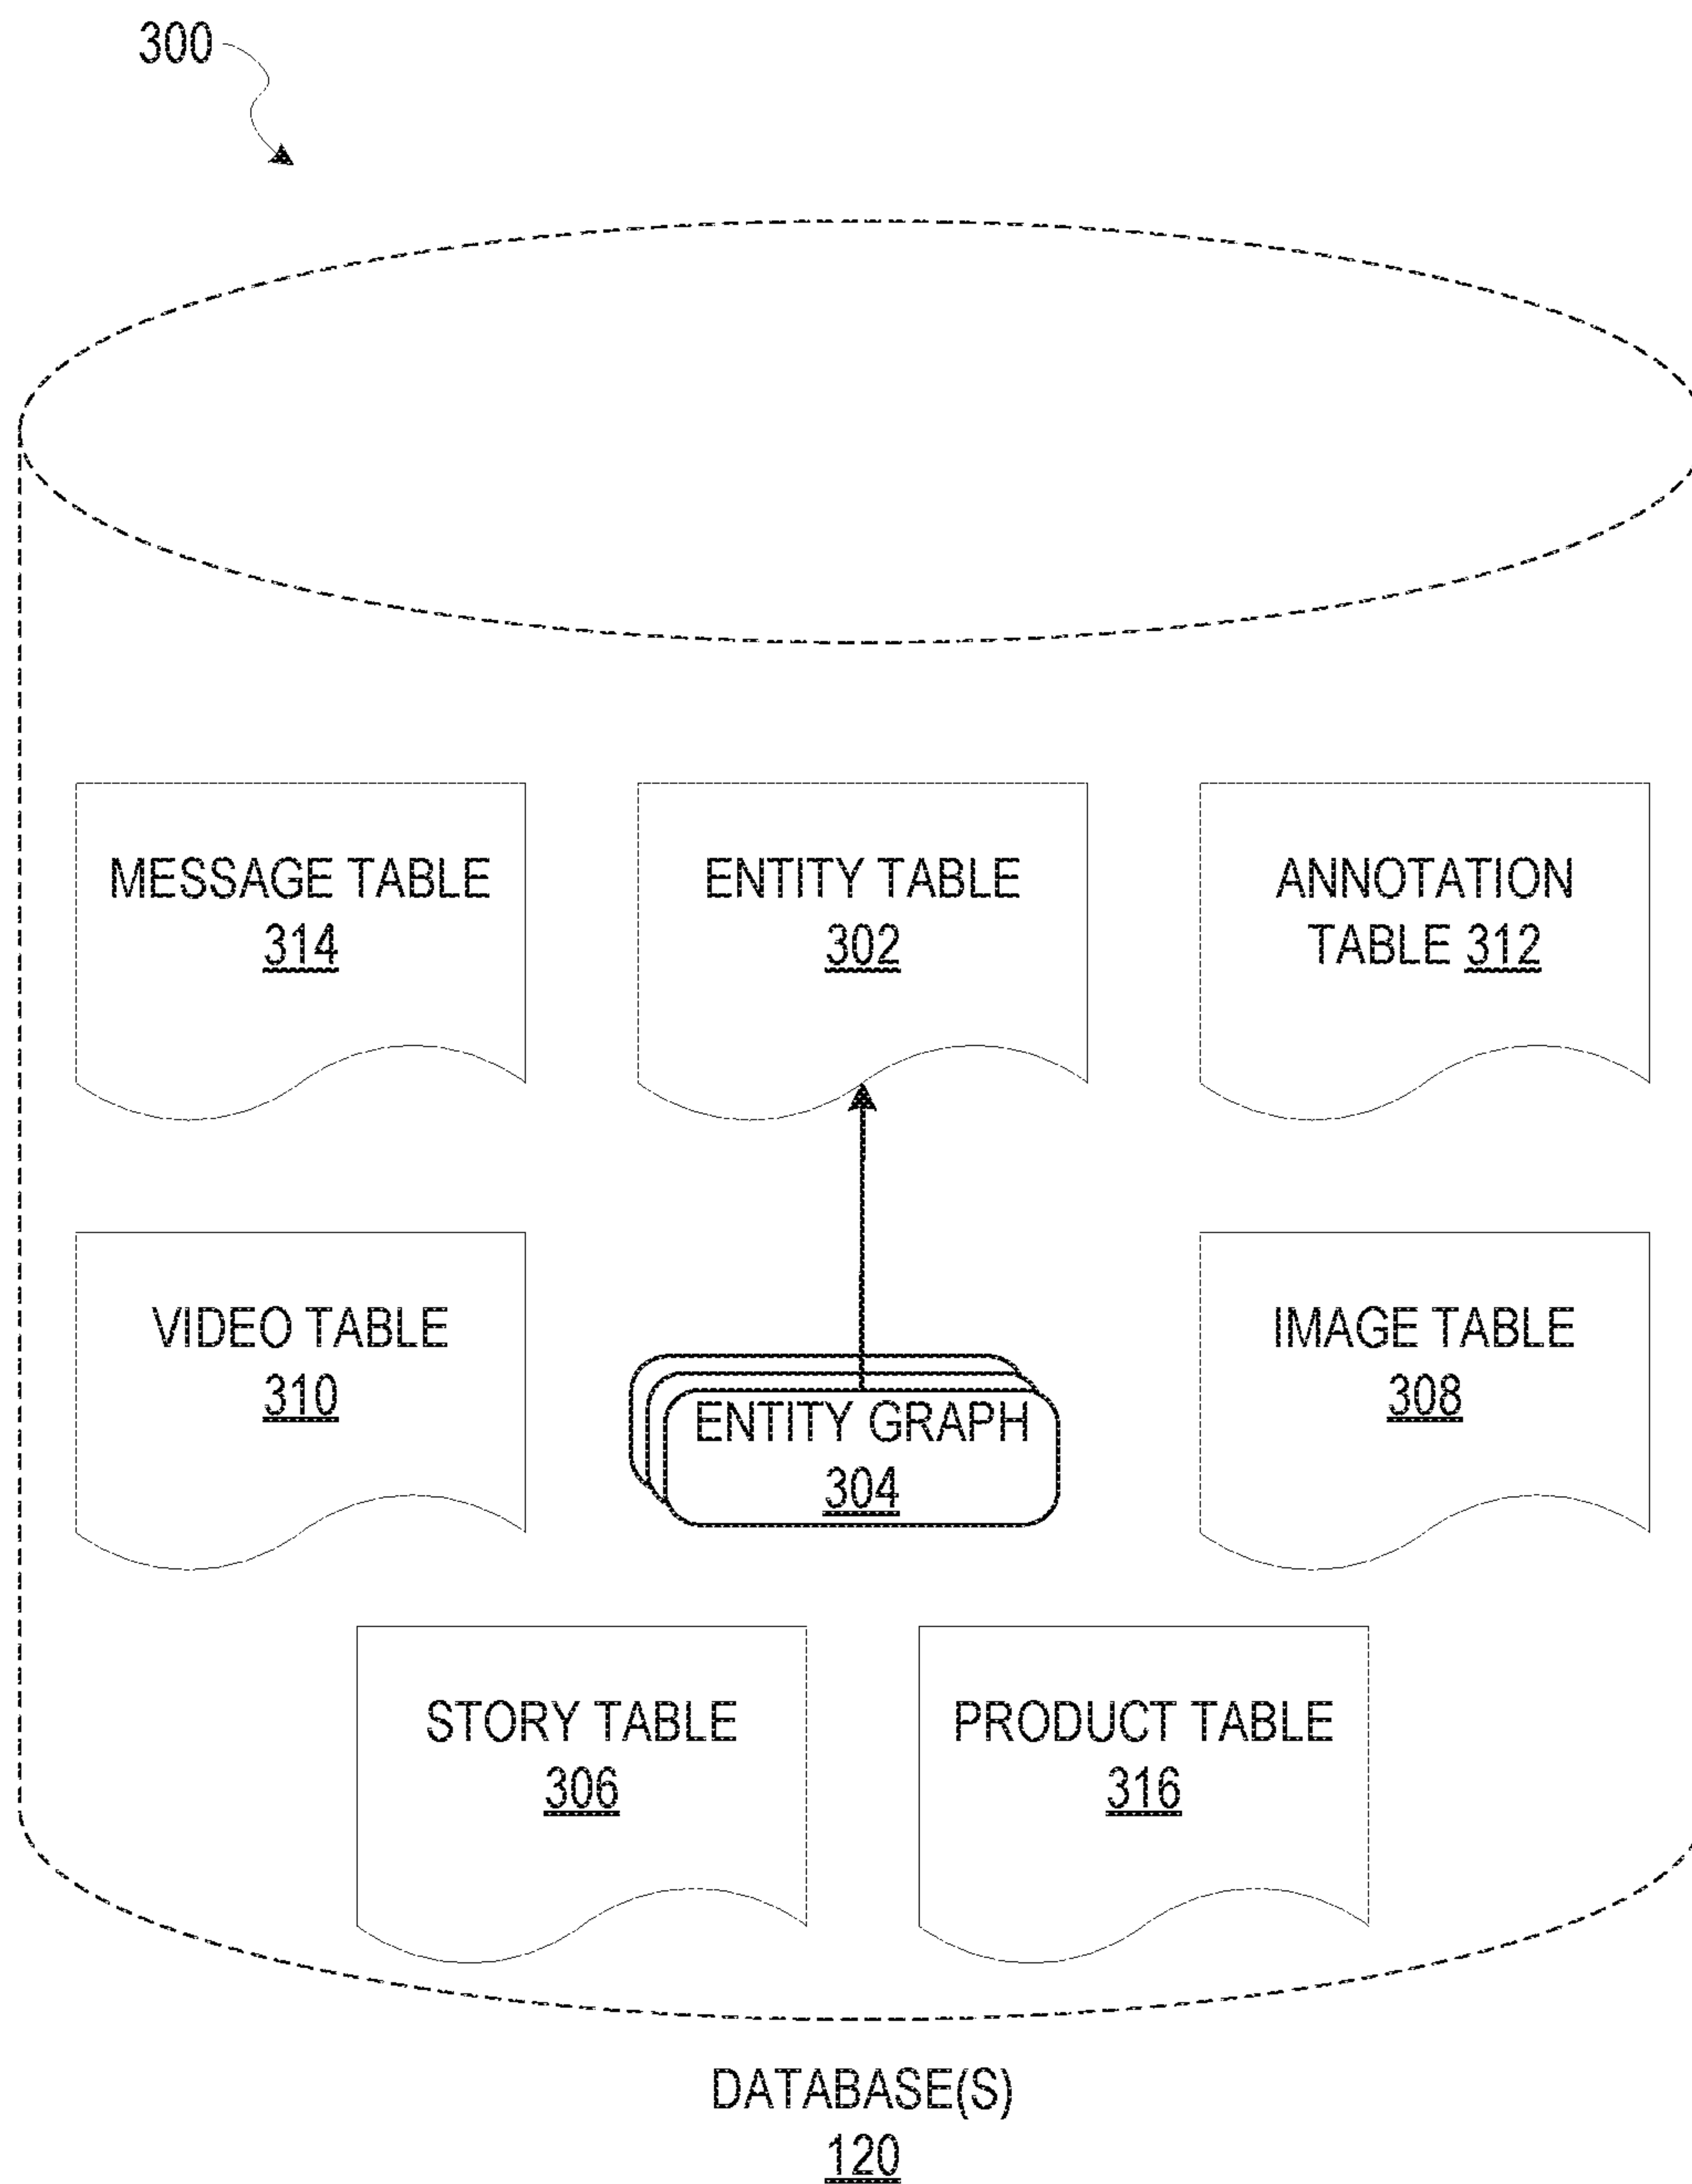 300
MESSAGE TABLE
314
ENTITY TABLE
302
ANNOTATION
TABLE 312
VIDEO TABLE
310
ENTITY GRAPH
304
IMAGE TABLE
308
STORY TABLE
306
PRODUCT TABLE
316
DATABASE(S)
120